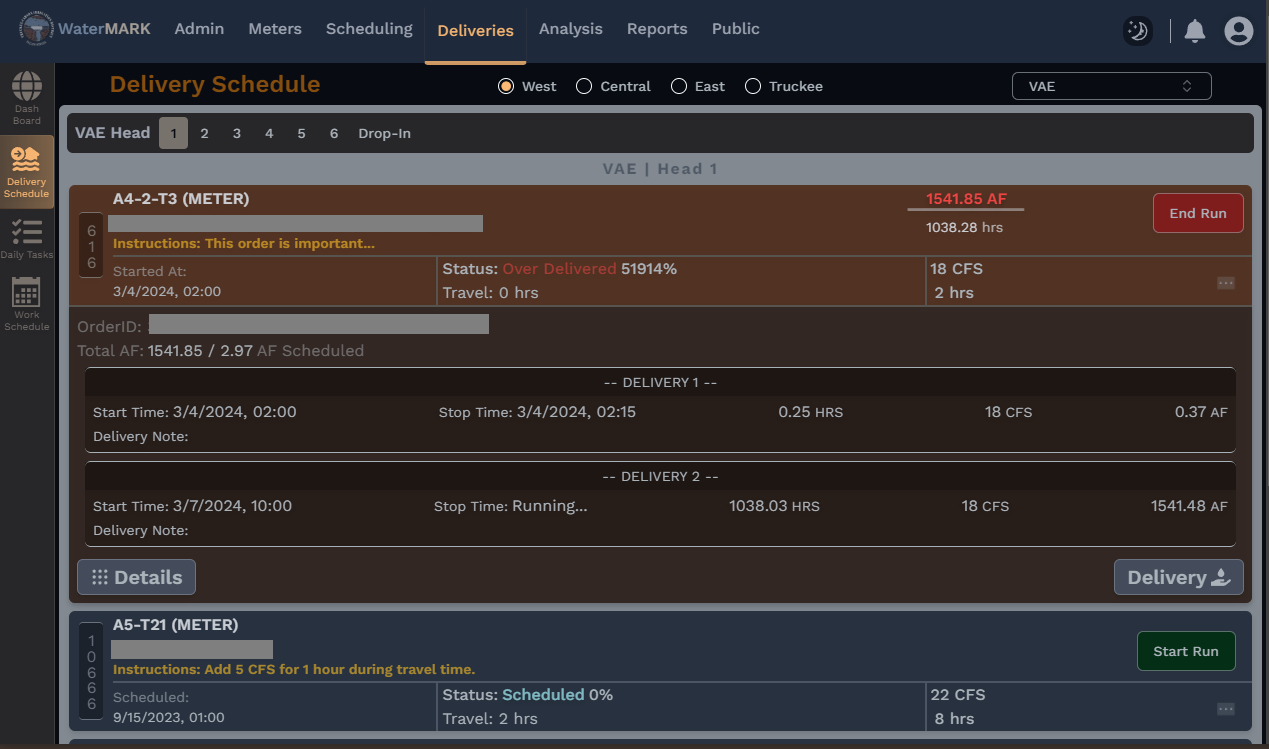 WaterMARK Admin Meters Scheduling Deliveries Analysis Reports Public
Dash
Board
Delivery
Schedule
Daily Tasks
Work
Schedule
Delivery Schedule West Central East Truckee VAE
VAE Head 1 2 3 4 5 6 Drop-In
VAE | Head 1
616
A4-2-T3 (METER) 1541.85 AF
1038.28 hrs
End Run
Instructions: This order is important...
Started At:
3/4/2024, 02:00
Status: Over Delivered 51914%
Travel: 0 hrs
18 CFS
2 hrs
...
OrderID:
Total AF: 1541.85 / 2.97 AF Scheduled
-- DELIVERY 1 --
Start Time: 3/4/2024, 02:00 Stop Time: 3/4/2024, 02:15 0.25 HRS 18 CFS 0.37 AF
Delivery Note:
-- DELIVERY 2 --
Start Time: 3/7/2024, 10:00 Stop Time: Running... 1038.03 HRS 18 CFS 1541.48 AF
Delivery Note:
Details Delivery
10666
A5-T21 (METER)
Start Run
Instructions: Add 5 CFS for 1 hour during travel time.
Scheduled:
9/15/2023, 01:00
Status: Scheduled 0%
Travel: 2 hrs
22 CFS
8 hrs
...